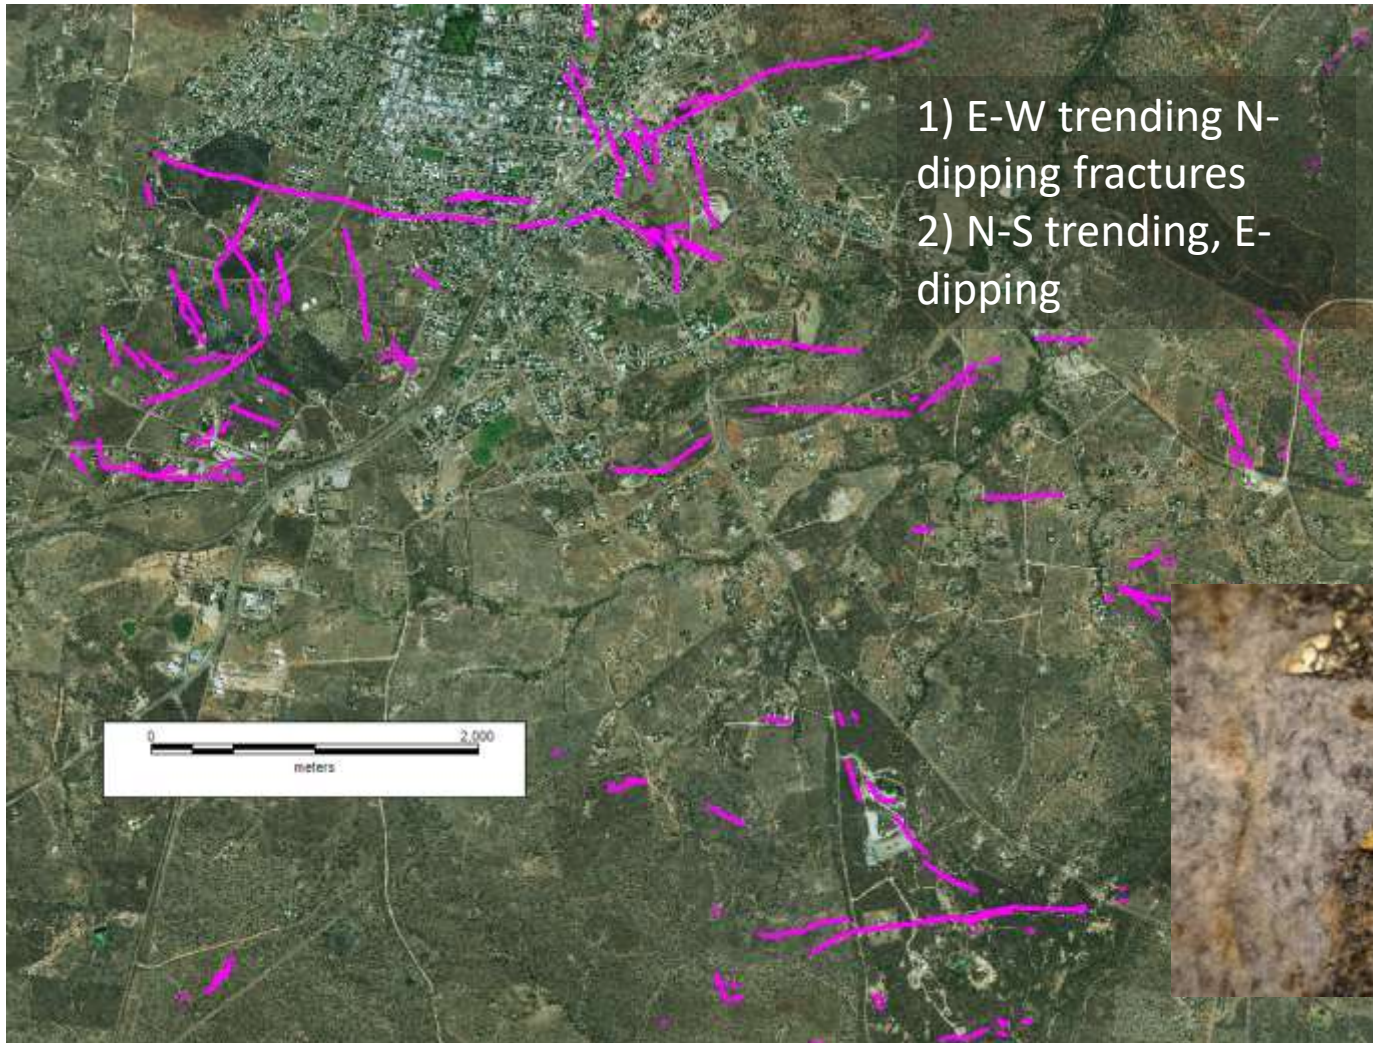 1) E-W trending N-
dipping fractures
2) N-S trending, E-
dipping
0 2,000
meters